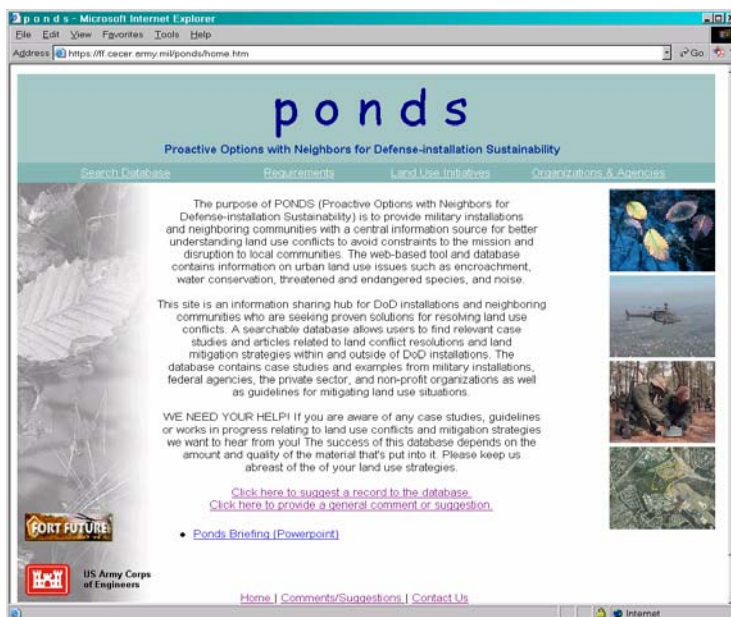 p o n d s - Microsoft Internet Explorer
File Edit View Favorites Tools Help
Address https://ff.cecer.army.mil/ponds/home.htm Go
p o n d s
Proactive Options with Neighbors for Defense-installation Sustainability
Search Database Requirements Land Use Initiatives Organizations & Agencies
The purpose of PONDS (Proactive Options with Neighbors for
Defense-installation Sustainability) is to provide military installations
and neighboring communities with a central information source for better
understanding land use conflicts to avoid constraints to the mission and
disruption to local communities. The web-based tool and database
contains information on urban land use issues such as encroachment,
water conservation, threatened and endangered species, and noise.
This site is an information sharing hub for DoD installations and neighboring
communities who are seeking proven solutions for resolving land use
conflicts. A searchable database allows users to find relevant case
studies and articles related to land conflict resolutions and land
mitigation strategies within and outside of DoD installations. The
database contains case studies and examples from military installations,
federal agencies, the private sector, and non-profit organizations as well
as guidelines for mitigating land use situations.
WE NEED YOUR HELP! If you are aware of any case studies, guidelines
or works in progress relating to land use conflicts and mitigation strategies
we want to hear from you! The success of this database depends on the
amount and quality of the material that's put into it. Please keep us
abreast of the of your land use strategies.
Click here to suggest a record to the database.
Click here to provide a general comment or suggestion.
• Ponds Briefing (Powerpoint)
FORT FUTURE
US Army Corps
of Engineers
Home | Comments/Suggestions | Contact Us
Internet